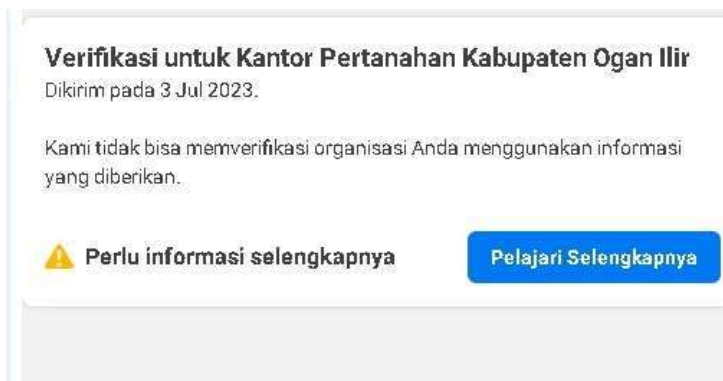 Verifikasi untuk Kantor Pertanahan Kabupaten Ogan Ilir
Dikirim pada 3 Jul 2023.
Kami tidak bisa memverifikasi organisasi Anda menggunakan informasi
yang diberikan.
Perlu informasi selengkapnya
Pelajari Selengkapnya